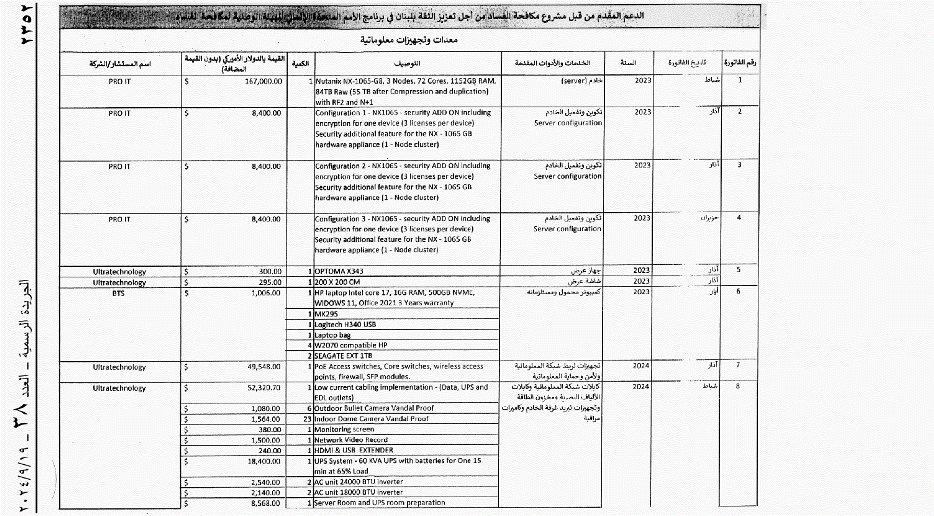 ٢٣٥٢
الدعم المقدم من قبل مشروع مكافحة الفساد من أجل تعزيز الثقة بلبنان في برنامج الأمم المتحدة الإنمائي للهيئة الوطنية لمكافحة الفساد
معدات وتجهيزات معلوماتية
رقم الفاتورة تاريخ الفاتورة السنة الخدمات والأدوات المقدمة التوصيف الكمية القيمة بالدولار الأميركي (بدون القيمة المضافة) اسم المستشار/الشركة
1 شباط 2023 خادم (server) Nutanix NX-1065-G8, 3 Nodes, 72 Cores, 1152GB RAM, 1 $ 167,000.00 PRO IT
84TB Raw (55 TB after Compression and duplication)
with RF2 and N+1
2 آذار 2023 تكوين وتفعيل الخادم Configuration 1 - NX1065 - security ADD ON including 1 $ 8,400.00 PRO IT
Server configuration encryption for one device (3 licenses per device)
Security additional feature for the NX - 1065 GB
hardware appliance (1 - Node cluster)
3 آذار 2023 تكوين وتفعيل الخادم Configuration 2 - NX1065 - security ADD ON including 1 $ 8,400.00 PRO IT
Server configuration encryption for one device (3 licenses per device)
Security additional feature for the NX - 1065 GB
hardware appliance (1 - Node cluster)
4 حزيران 2023 تكوين وتفعيل الخادم Configuration 3 - NX1065 - security ADD ON including 1 $ 8,400.00 PRO IT
Server configuration encryption for one device (3 licenses per device)
Security additional feature for the NX - 1065 GB
hardware appliance (1 - Node cluster)
5 آذار 2023 جهاز عرض OPTOMA X343 1 $ 300.00 Ultratechnology
آذار 2023 شاشة عرض 200 X 200 CM 1 $ 295.00 Ultratechnology
6 2023 كمبيوتر محمول ومستلزماته HP laptop Intel core 17, 16G RAM, 500GB NVME, 1 $ 1,006.00 BTS
WIDOWS 11, Office 2021 3 Years warranty
1 MK295
1 Logitech H340 USB
1 Laptop bag
4 W2070 compatible HP
2 SEAGATE EXT 1TB
7 آذار 2024 تجهيزات لربط شبكة المعلوماتية PoE Access switches, Core switches, wireless access 1 $ 49,548.00 Ultratechnology
ولأمن وحماية المعلوماتية points, firewall, SFP modules.
8 شباط 2024 كابلات شبكة المعلوماتية وكابلات Low current cabling implementation - (Data, UPS and 1 $ 52,320.70 Ultratechnology
الألياف البصرية ومخزون الطاقة EDL outlets)
وتجهيزات تبريد غرفة الخادم وكاميرات Outdoor Bullet Camera Vandal Proof 6 $ 1,080.00
مراقبة Indoor Dome Camera Vandal Proof 23 $ 1,564.00
Monitoring screen 1 $ 380.00
Network Video Record 1 $ 1,500.00
HDMI & USB EXTENDER 1 $ 240.00
UPS System - 60 KVA UPS with batteries for One 15 1 $ 18,400.00
min at 65% Load
AC unit 24000 BTU inverter 2 $ 2,540.00
AC unit 18000 BTU inverter 2 $ 2,140.00
Server Room and UPS room preparation 1 $ 8,568.00
الجريدة الرسمية – العدد ٣٨ – ٢٠٢٤/٩/١٩